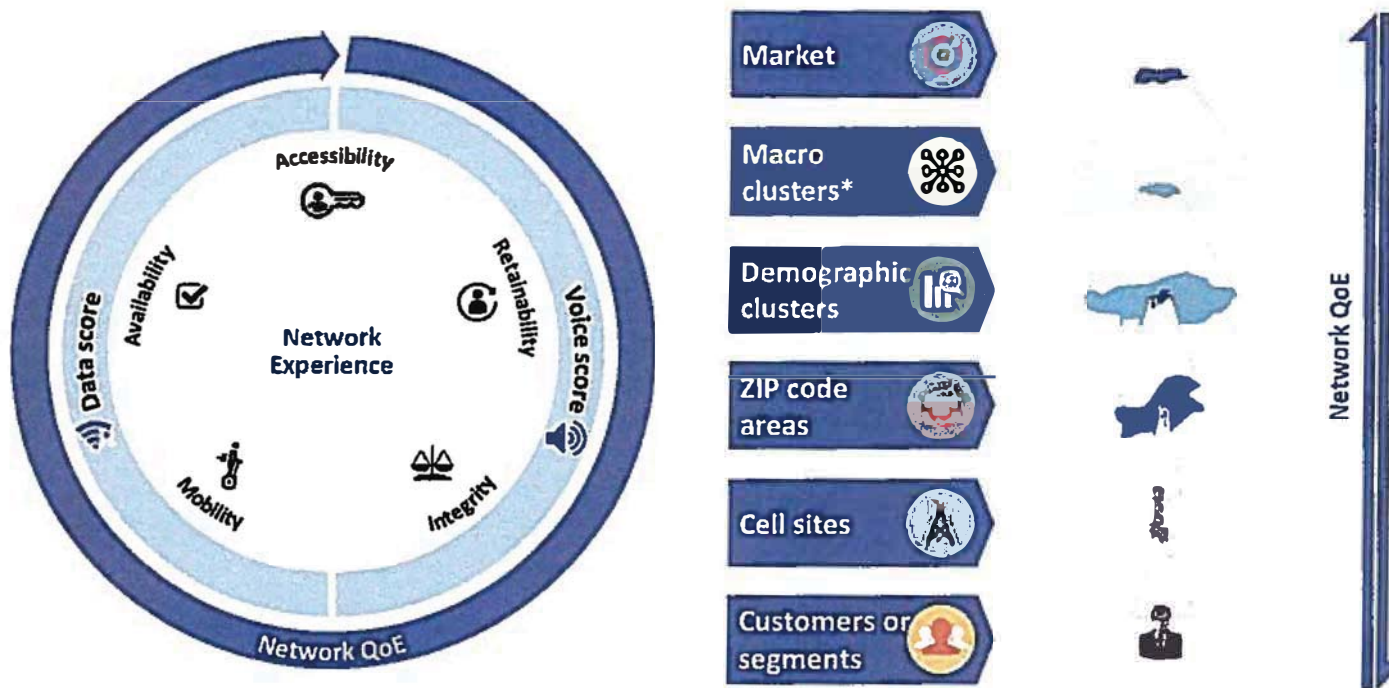 Accessibility
Retainability
Availability
Data score
Voice score
Network
Experience
Mobility
Integrity
Network QoE
Market
Macro
clusters*
Demographic
clusters
ZIP code
areas
Cell sites
Customers or
segments
Network QoE